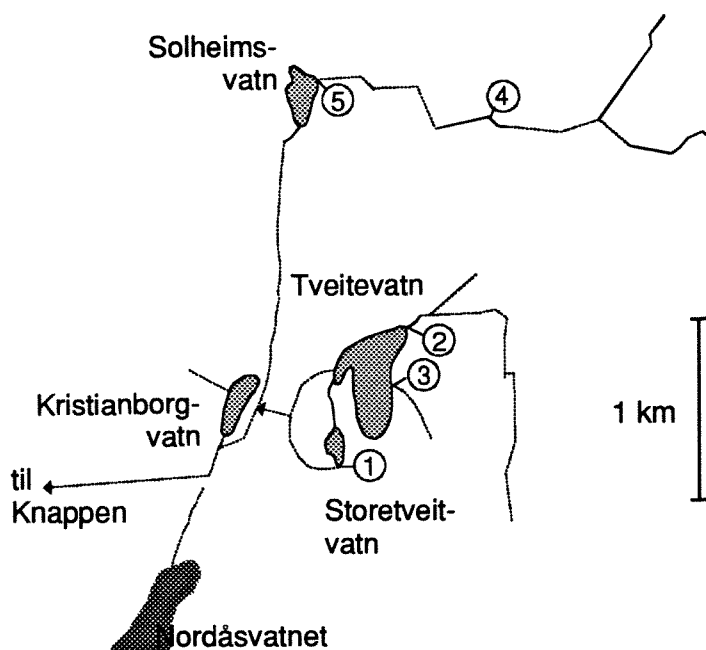 Solheims-
vatn
5
4
Tveitevatn
2
3
Kristianborg-
vatn
1 km
1
til
Knappen
Storetveit-
vatn
Nordåsvatnet